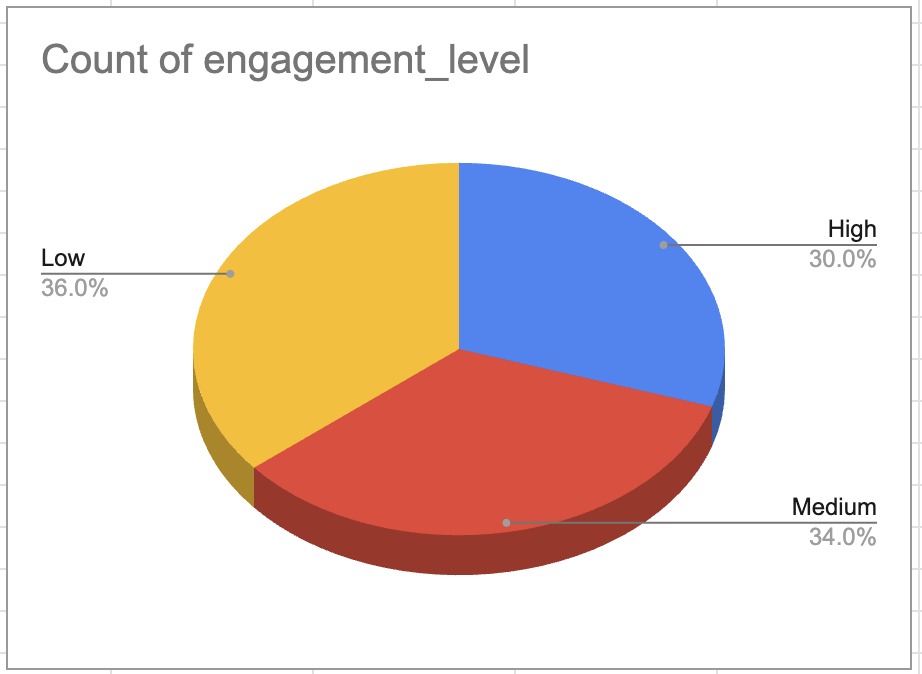 Count of engagement_level
High
30.0%
Low
36.0%
Medium
34.0%